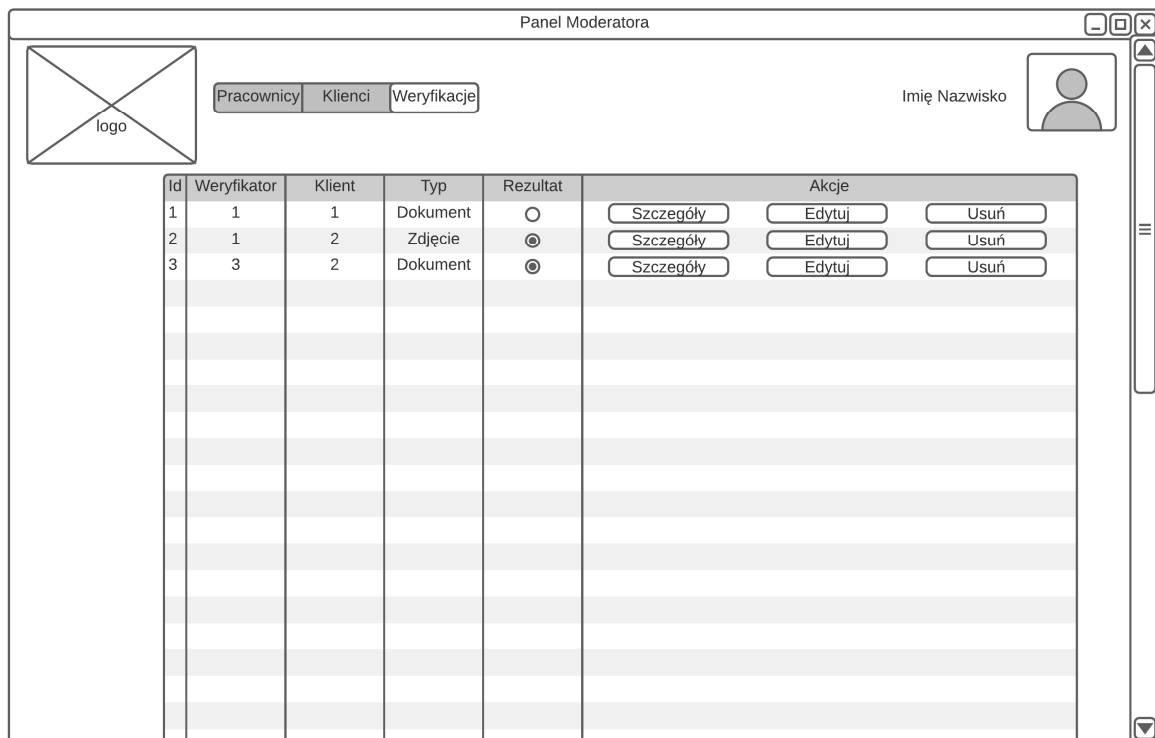 Panel Moderatora
logo
Pracownicy Klienci Weryfikacje
Imię Nazwisko
Id Weryfikator Klient Typ Rezultat Akcje
1 1 1 Dokument Szczegóły Edytuj Usuń
2 1 2 Zdjęcie Szczegóły Edytuj Usuń
3 3 2 Dokument Szczegóły Edytuj Usuń